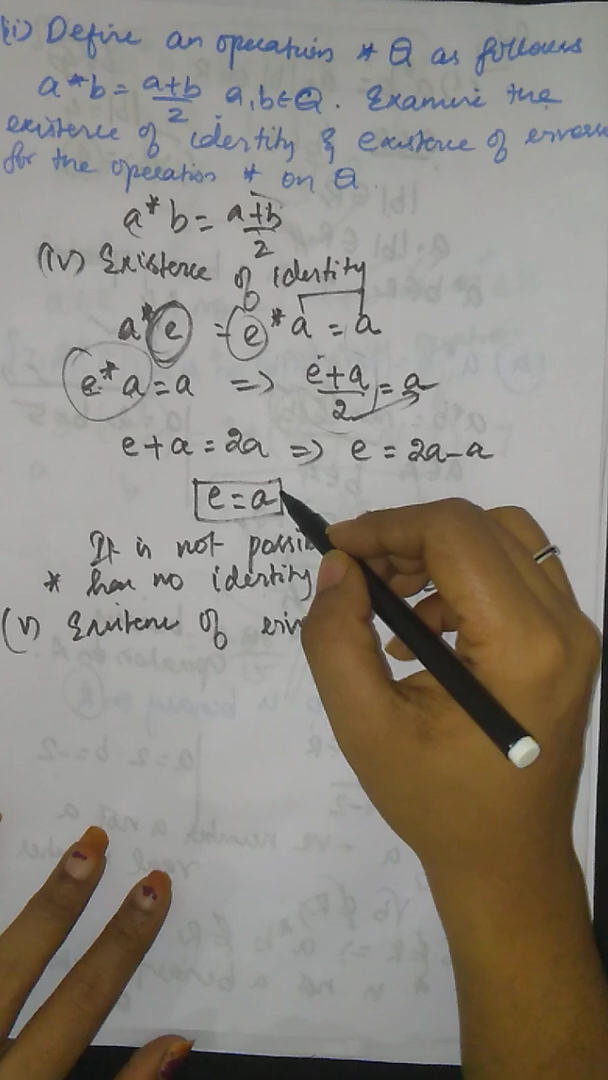 ii) Define an operation * Q as follows
a*b = a+b/2 a,b∈Q. Examine the
existence of identity & existence of
for the operation * on Q
a*b = a+b/2
(iv) Existence of identity
a*e = e*a = a
e*a = a => e+a/2 = a
e+a = 2a => e = 2a-a
e=a
It is not
* has no identity
(v) Existence of